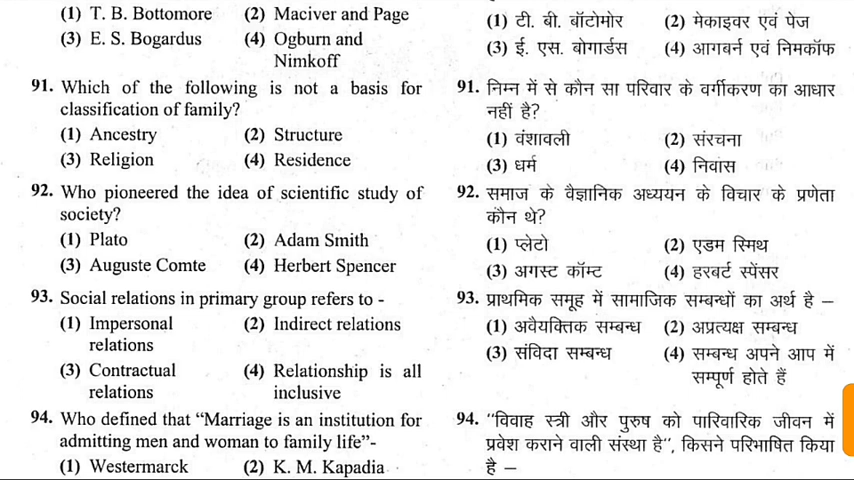 (1) T. B. Bottomore (2) Maciver and Page
(3) E. S. Bogardus (4) Ogburn and
Nimkoff
91. Which of the following is not a basis for
classification of family?
(1) Ancestry (2) Structure
(3) Religion (4) Residence
92. Who pioneered the idea of scientific study of
society?
(1) Plato (2) Adam Smith
(3) Auguste Comte (4) Herbert Spencer
93. Social relations in primary group refers to -
(1) Impersonal (2) Indirect relations
relations
(3) Contractual (4) Relationship is all
relations inclusive
94. Who defined that “Marriage is an institution for
admitting men and woman to family life”-
(1) Westermarck (2) K. M. Kapadia
(1) टी. बी. बॉटोमोर (2) मेकाइवर एवं पेज
(3) ई. एस. बोगार्डस (4) आगबर्न एवं निमकॉफ
91. निम्न में से कौन सा परिवार के वर्गीकरण का आधार
नहीं है?
(1) वंशावली (2) संरचना
(3) धर्म (4) निवास
92. समाज के वैज्ञानिक अध्ययन के विचार के प्रणेता
कौन थे?
(1) प्लेटो (2) एडम स्मिथ
(3) अगस्ट कॉम्ट (4) हरबर्ट स्पेंसर
93. प्राथमिक समूह में सामाजिक सम्बन्धों का अर्थ है –
(1) अवैयक्तिक सम्बन्ध (2) अप्रत्यक्ष सम्बन्ध
(3) संविदा सम्बन्ध (4) सम्बन्ध अपने आप में
सम्पूर्ण होते हैं
94. “विवाह स्त्री और पुरुष को पारिवारिक जीवन में
प्रवेश कराने वाली संस्था है”, किसने परिभाषित किया
है –